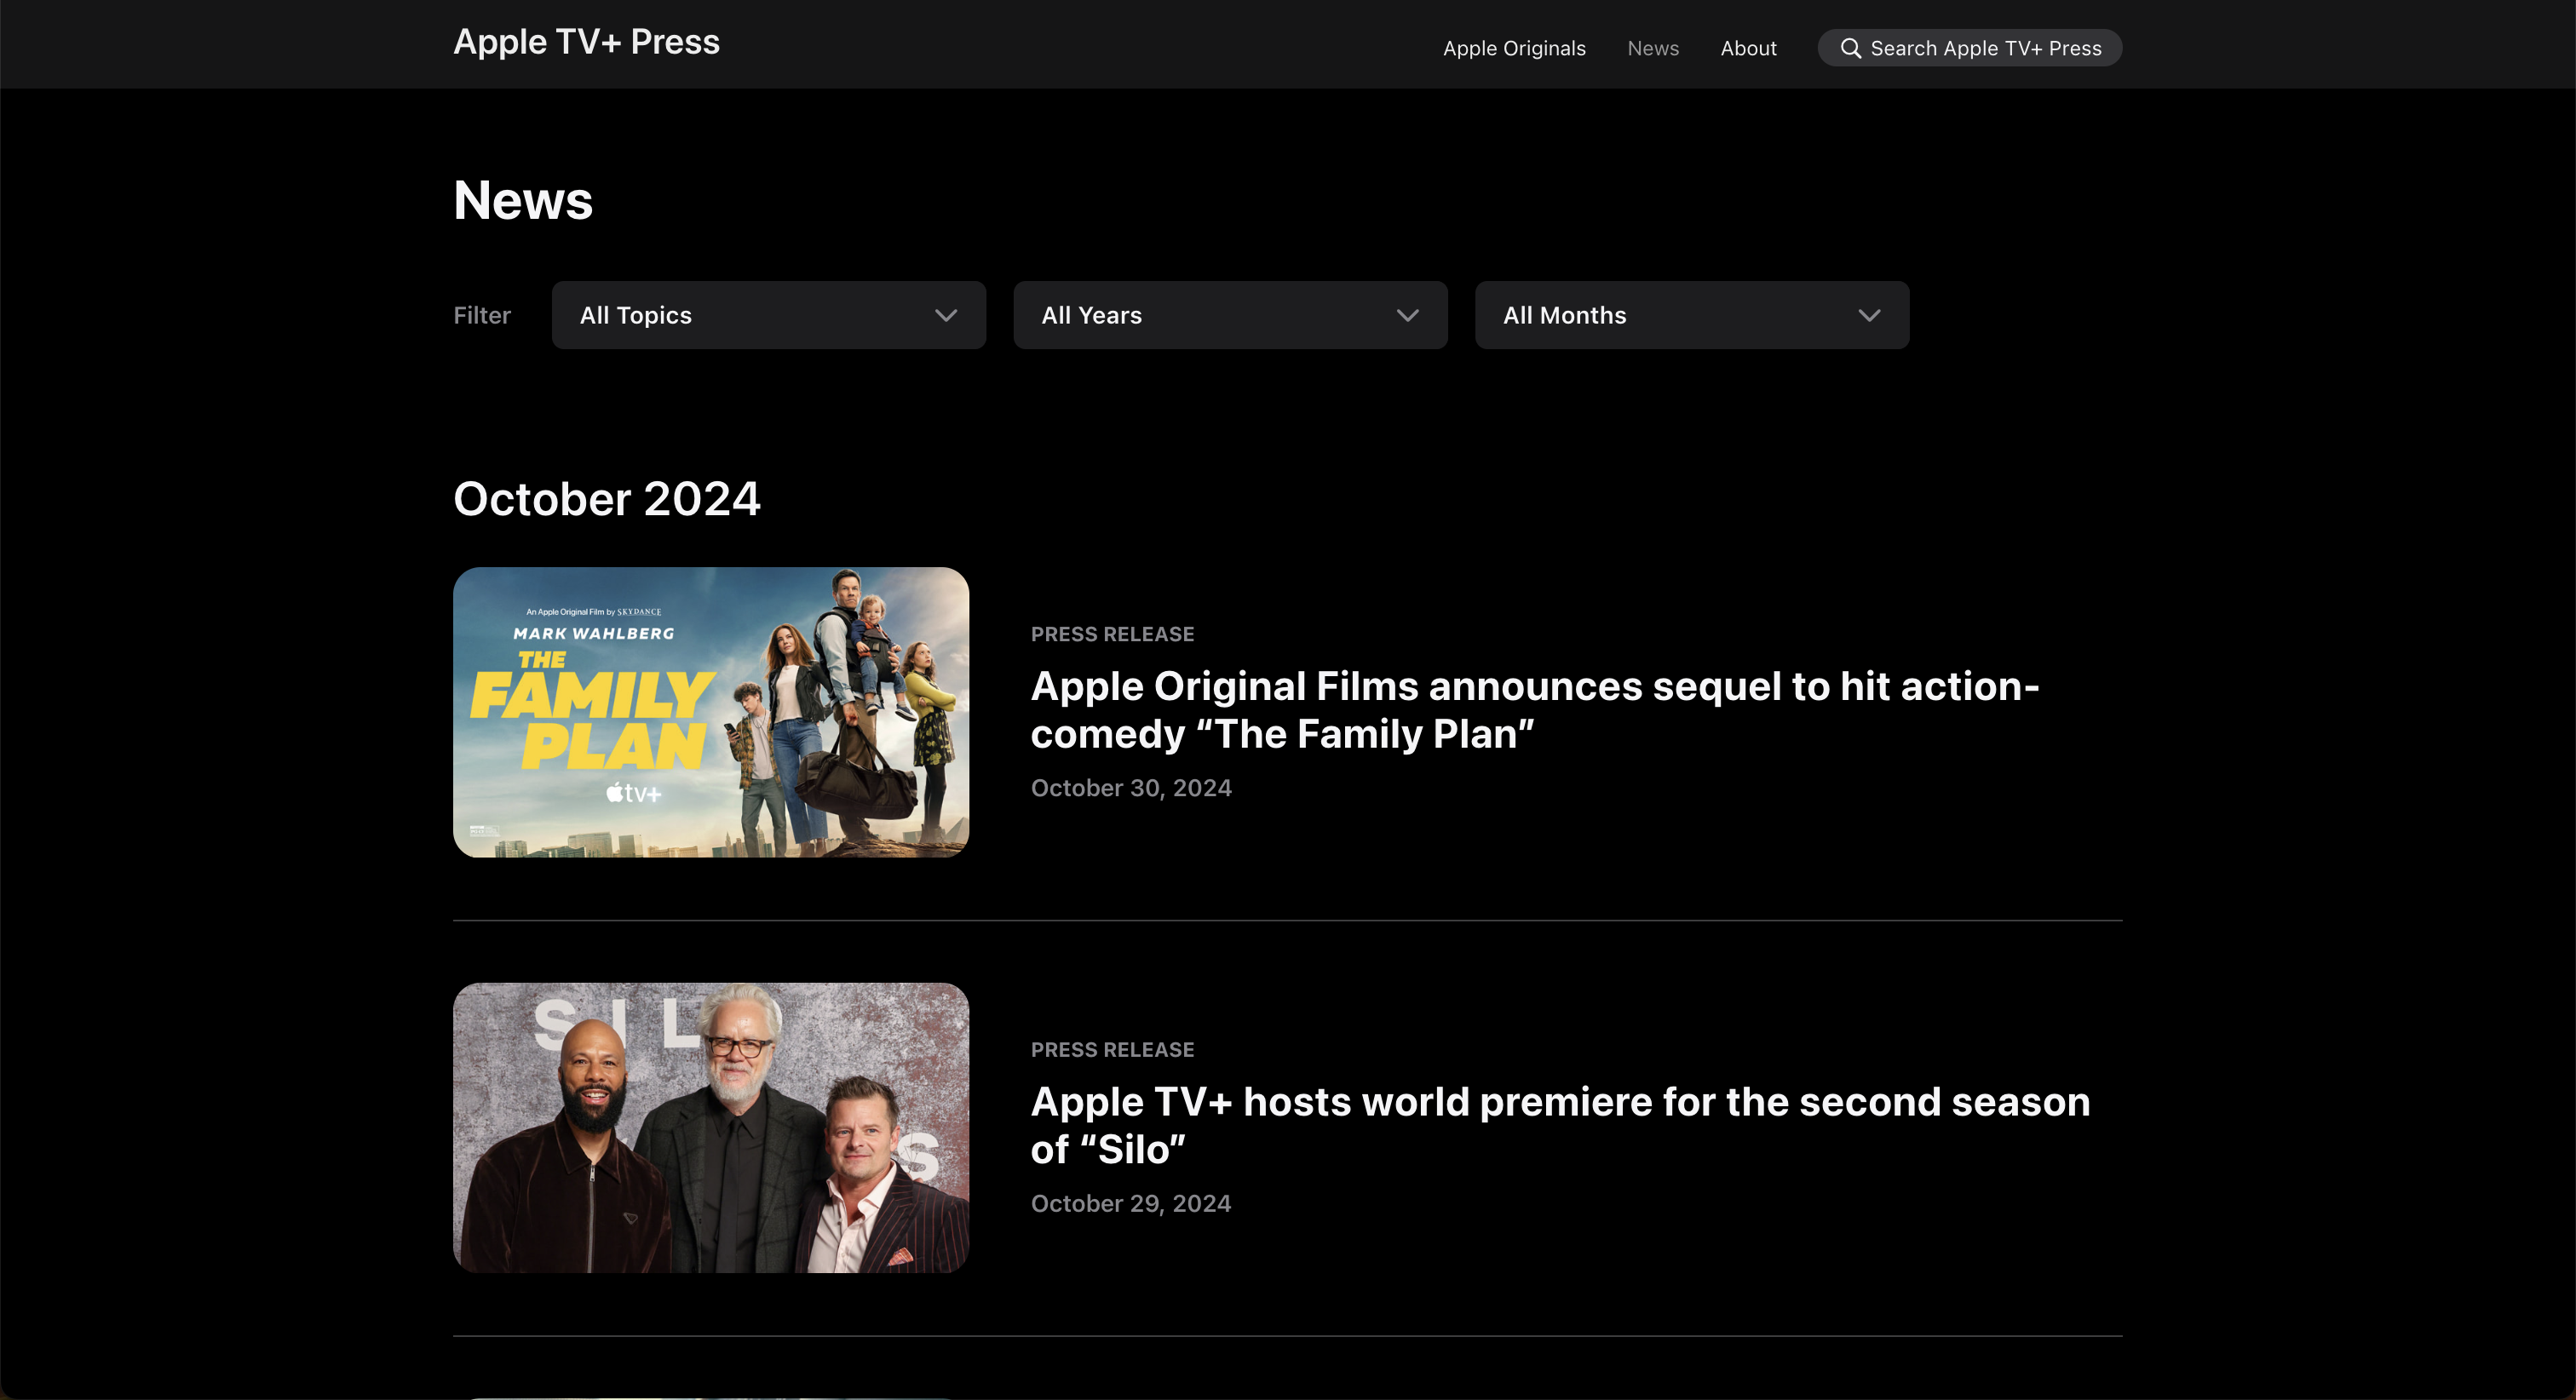 Apple TV+ Press
Apple Originals
News
About
Search Apple TV+ Press
News
Filter
All Topics
All Years
All Months
October 2024
An Apple Original Film by SKYDANCE
MARK WAHLBERG
THE
FAMILY
PLAN
tv+
PRESS RELEASE
Apple Original Films announces sequel to hit action-
comedy “The Family Plan”
October 30, 2024
S I L O
S
PRESS RELEASE
Apple TV+ hosts world premiere for the second season
of “Silo”
October 29, 2024